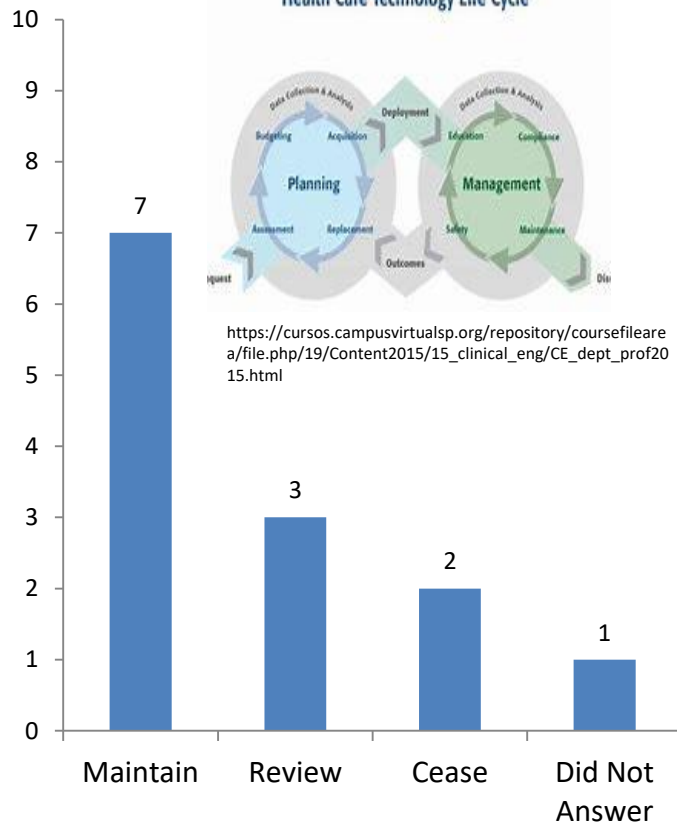 Health Care Technology Life Cycle
Data Collection & Analysis
Budgeting
Acquisition
Planning
Assessment
Replacement
Deployment
Outcomes
Data Collection & Analysis
Education
Compliance
Management
Safety
Maintenance
https://cursos.campusvirtualsp.org/repository/coursefilearea
a/file.php/19/Content2015/15_clinical_eng/CE_dept_prof20
15.html
10
9
8
7
6
5
4
3
2
1
0
7
3
2
1
Maintain
Review
Cease
Did Not
Answer